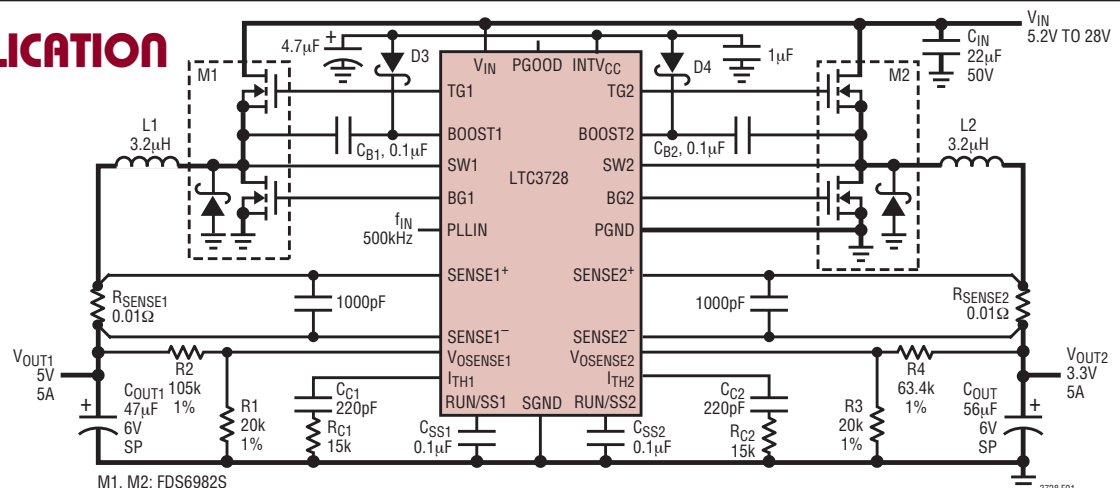 LICATION
VIN
5.2V TO 28V
CIN
22µF
50V
4.7µF
D3
D4
1µF
M1
M2
VIN
PGOOD
INTVCC
TG1
TG2
BOOST1
BOOST2
CB1, 0.1µF
CB2, 0.1µF
L1
3.2µH
L2
3.2µH
SW1
SW2
LTC3728
BG1
BG2
fIN
500kHz
PLLIN
PGND
SENSE1+
SENSE2+
RSENSE1
0.01Ω
1000pF
1000pF
RSENSE2
0.01Ω
SENSE1–
SENSE2–
VOSENSE1
VOSENSE2
ITH1
ITH2
RUN/SS1
SGND
RUN/SS2
VOUT1
5V
5A
R2
105k
1%
COUT1
47µF
6V
SP
R1
20k
1%
CC1
220pF
RC1
15k
CSS1
0.1µF
CSS2
0.1µF
CC2
220pF
RC2
15k
R3
20k
1%
R4
63.4k
1%
COUT
56µF
6V
SP
VOUT2
3.3V
5A
M1, M2: FDS6982S
3728 F01